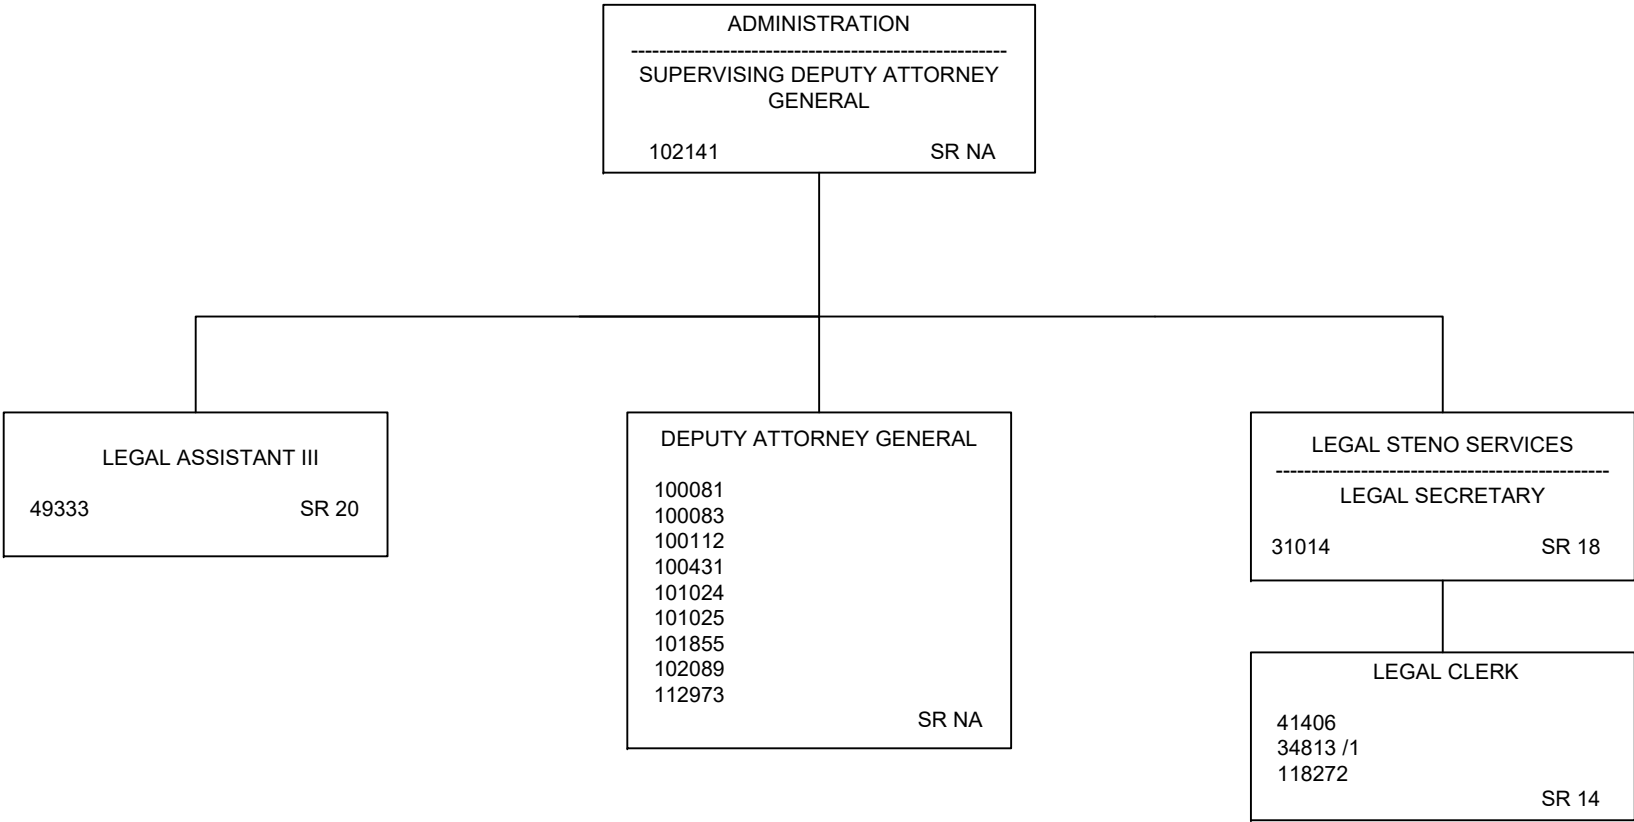 ADMINISTRATION
------------------------------------------------------
SUPERVISING DEPUTY ATTORNEY
GENERAL
102141 SR NA
LEGAL ASSISTANT III
49333 SR 20
DEPUTY ATTORNEY GENERAL
100081
100083
100112
100431
101024
101025
101855
102089
112973
SR NA
LEGAL STENO SERVICES
------------------------------------------------
LEGAL SECRETARY
31014 SR 18
LEGAL CLERK
41406
34813 /1
118272
SR 14